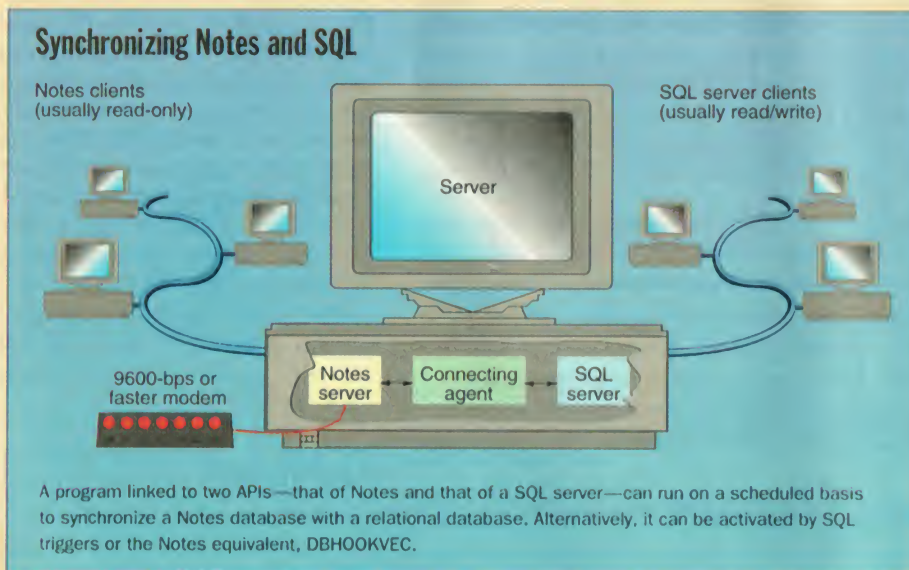 Synchronizing Notes and SQL
Notes clients
(usually read-only)
SQL server clients
(usually read/write)
Server
9600-bps or
faster modem
Notes
server
Connecting
agent
SQL
server
A program linked to two APIs—that of Notes and that of a SQL server—can run on a scheduled basis
to synchronize a Notes database with a relational database. Alternatively, it can be activated by SQL
triggers or the Notes equivalent, DBHOOKVEC.